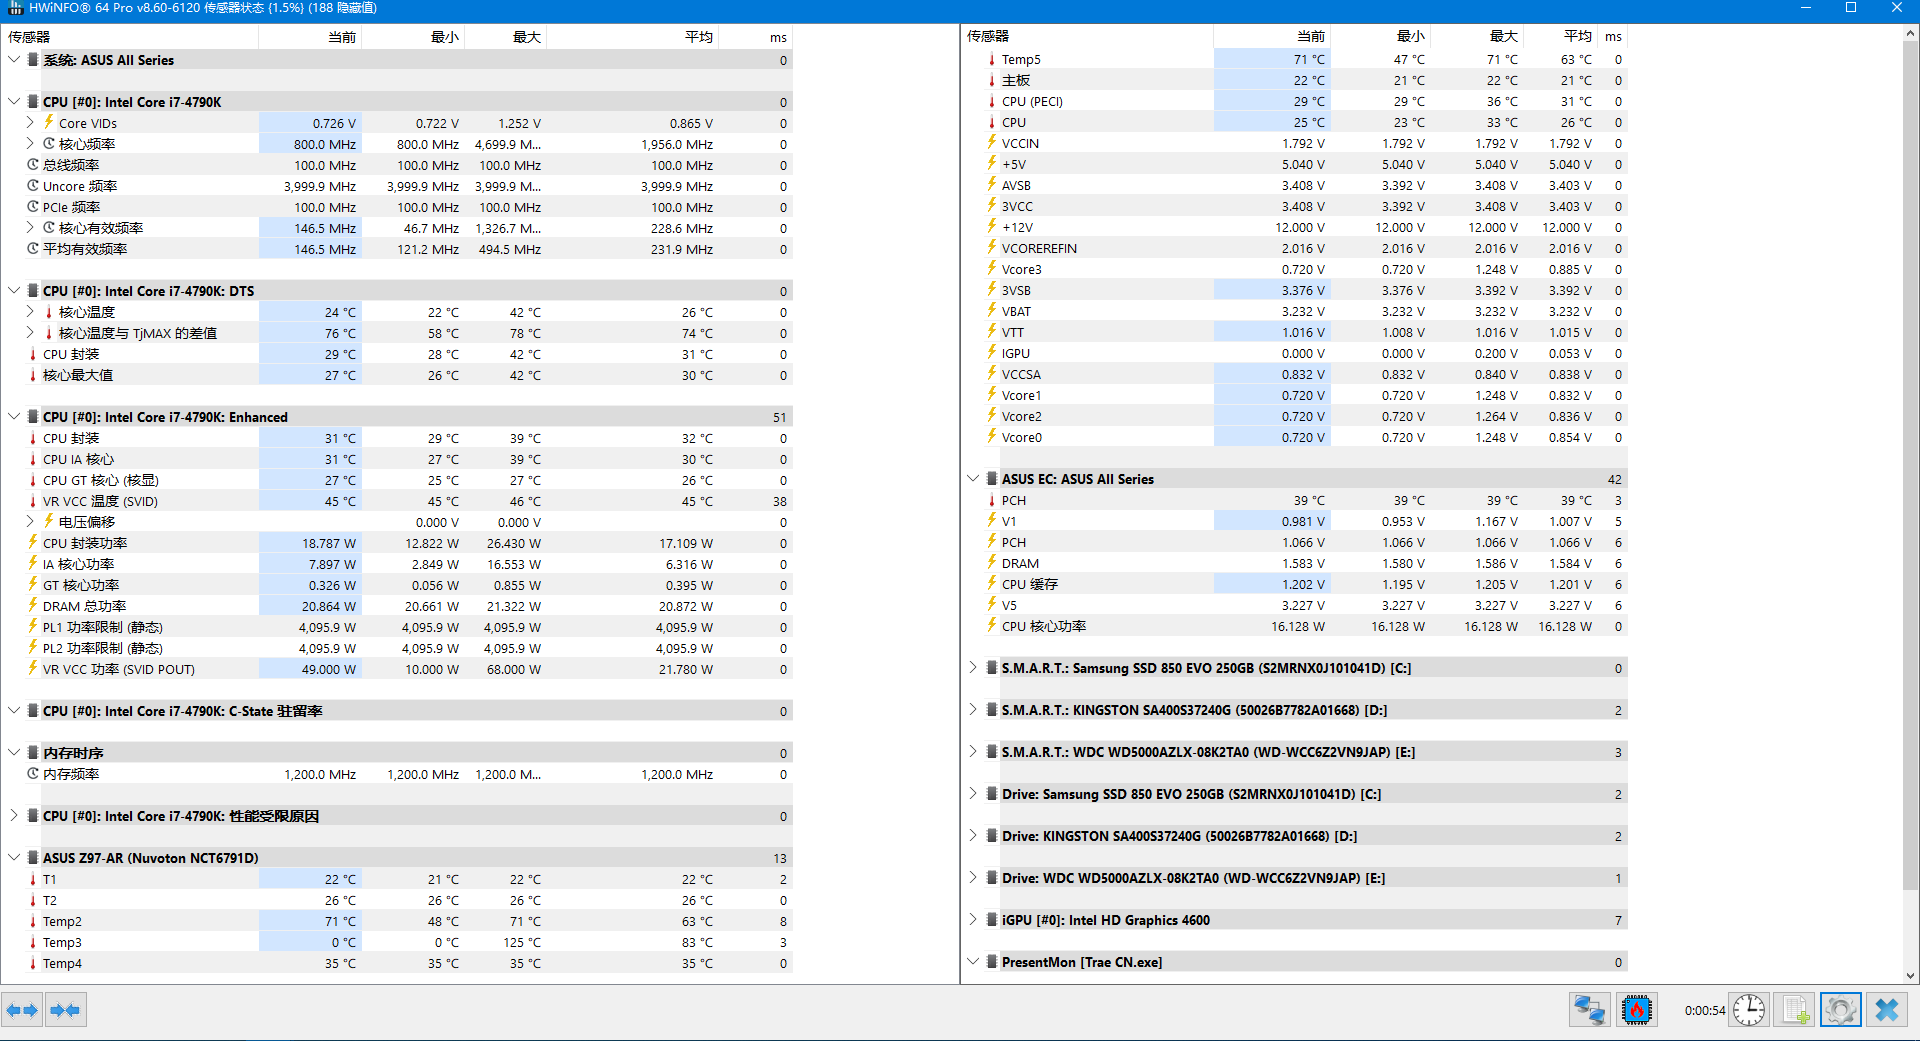 HWiNFO® 64 Pro v8.60-6120 传感器状态 {1.5%} (188 隐藏值)
传感器 当前 最小 最大 平均 ms
系统: ASUS All Series 0
CPU [#0]: Intel Core i7-4790K 0
Core VIDs 0.726 V 0.722 V 1.252 V 0.865 V 0
核心频率 800.0 MHz 800.0 MHz 4,699.9 M... 1,956.0 MHz 0
总线频率 100.0 MHz 100.0 MHz 100.0 MHz 100.0 MHz 0
Uncore 频率 3,999.9 MHz 3,999.9 MHz 3,999.9 M... 3,999.9 MHz 0
PCIe 频率 100.0 MHz 100.0 MHz 100.0 MHz 100.0 MHz 0
核心有效频率 146.5 MHz 46.7 MHz 1,326.7 M... 228.6 MHz 0
平均有效频率 146.5 MHz 121.2 MHz 494.5 MHz 231.9 MHz 0
CPU [#0]: Intel Core i7-4790K: DTS 0
核心温度 24 °C 22 °C 42 °C 26 °C 0
核心温度与 TjMAX 的差值 76 °C 58 °C 78 °C 74 °C 0
CPU 封装 29 °C 28 °C 42 °C 31 °C 0
核心最大值 27 °C 26 °C 42 °C 30 °C 0
CPU [#0]: Intel Core i7-4790K: Enhanced 51
CPU 封装 31 °C 29 °C 39 °C 32 °C 0
CPU IA 核心 31 °C 27 °C 39 °C 30 °C 0
CPU GT 核心 (核显) 27 °C 25 °C 27 °C 26 °C 0
VR VCC 温度 (SVID) 45 °C 45 °C 46 °C 45 °C 38
电压偏移 0.000 V 0.000 V 0
CPU 封装功率 18.787 W 12.822 W 26.430 W 17.109 W 0
IA 核心功率 7.897 W 2.849 W 16.553 W 6.316 W 0
GT 核心功率 0.326 W 0.056 W 0.855 W 0.395 W 0
DRAM 总功率 20.864 W 20.661 W 21.322 W 20.872 W 0
PL1 功率限制 (静态) 4,095.9 W 4,095.9 W 4,095.9 W 4,095.9 W 0
PL2 功率限制 (静态) 4,095.9 W 4,095.9 W 4,095.9 W 4,095.9 W 0
VR VCC 功率 (SVID POUT) 49.000 W 10.000 W 68.000 W 21.780 W 0
CPU [#0]: Intel Core i7-4790K: C-State 驻留率 0
内存时序 0
内存频率 1,200.0 MHz 1,200.0 MHz 1,200.0 M... 1,200.0 MHz 0
CPU [#0]: Intel Core i7-4790K: 性能受限原因 0
ASUS Z97-AR (Nuvoton NCT6791D) 13
T1 22 °C 21 °C 22 °C 22 °C 2
T2 26 °C 26 °C 26 °C 26 °C 0
Temp2 71 °C 48 °C 71 °C 63 °C 8
Temp3 0 °C 0 °C 125 °C 83 °C 3
Temp4 35 °C 35 °C 35 °C 35 °C 0
传感器 当前 最小 最大 平均 ms
Temp5 71 °C 47 °C 71 °C 63 °C 0
主板 22 °C 21 °C 22 °C 21 °C 0
CPU (PECI) 29 °C 29 °C 36 °C 31 °C 0
CPU 25 °C 23 °C 33 °C 26 °C 0
VCCIN 1.792 V 1.792 V 1.792 V 1.792 V 0
+5V 5.040 V 5.040 V 5.040 V 5.040 V 0
AVSB 3.408 V 3.392 V 3.408 V 3.403 V 0
3VCC 3.408 V 3.392 V 3.408 V 3.403 V 0
+12V 12.000 V 12.000 V 12.000 V 12.000 V 0
VCOREREFIN 2.016 V 2.016 V 2.016 V 2.016 V 0
Vcore3 0.720 V 0.720 V 1.248 V 0.885 V 0
3VSB 3.376 V 3.376 V 3.392 V 3.392 V 0
VBAT 3.232 V 3.232 V 3.232 V 3.232 V 0
VTT 1.016 V 1.008 V 1.016 V 1.015 V 0
IGPU 0.000 V 0.000 V 0.200 V 0.053 V 0
VCCSA 0.832 V 0.832 V 0.840 V 0.838 V 0
Vcore1 0.720 V 0.720 V 1.248 V 0.832 V 0
Vcore2 0.720 V 0.720 V 1.264 V 0.836 V 0
Vcore0 0.720 V 0.720 V 1.248 V 0.854 V 0
ASUS EC: ASUS All Series 42
PCH 39 °C 39 °C 39 °C 39 °C 3
V1 0.981 V 0.953 V 1.167 V 1.007 V 5
PCH 1.066 V 1.066 V 1.066 V 1.066 V 6
DRAM 1.583 V 1.580 V 1.586 V 1.584 V 6
CPU 缓存 1.202 V 1.195 V 1.205 V 1.201 V 6
V5 3.227 V 3.227 V 3.227 V 3.227 V 6
CPU 核心功率 16.128 W 16.128 W 16.128 W 16.128 W 0
S.M.A.R.T.: Samsung SSD 850 EVO 250GB (S2MRNX0J101041D) [C:] 0
S.M.A.R.T.: KINGSTON SA400S37240G (50026B7782A01668) [D:] 2
S.M.A.R.T.: WDC WD5000AZLX-08K2TA0 (WD-WCC6Z2VN9JAP) [E:] 3
Drive: Samsung SSD 850 EVO 250GB (S2MRNX0J101041D) [C:] 2
Drive: KINGSTON SA400S37240G (50026B7782A01668) [D:] 2
Drive: WDC WD5000AZLX-08K2TA0 (WD-WCC6Z2VN9JAP) [E:] 1
iGPU [#0]: Intel HD Graphics 4600 7
PresentMon [Trae CN.exe] 0
0:00:54